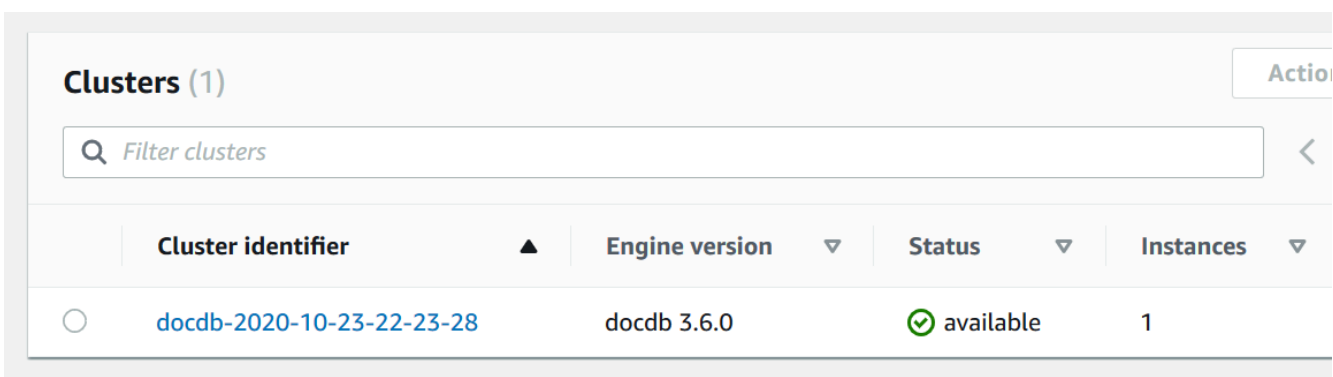 Clusters (1)
Filter clusters
Cluster identifier Engine version Status Instances
docdb-2020-10-23-22-23-28 docdb 3.6.0 available 1